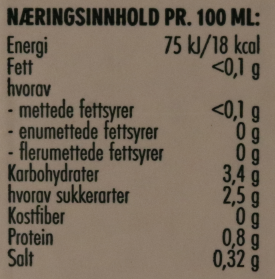 NÆRINGSINNHOLD PR. 100 ML:
Energi 75 kJ/18 kcal
Fett <0,1 g
hvorav
- mettede fettsyrer <0,1 g
- enumettede fettsyrer 0 g
- flerumettede fettsyrer 0 g
Karbohydrater 3,4 g
hvorav sukkerarter 2,5 g
Kostfiber 0 g
Protein 0,8 g
Salt 0,32 g